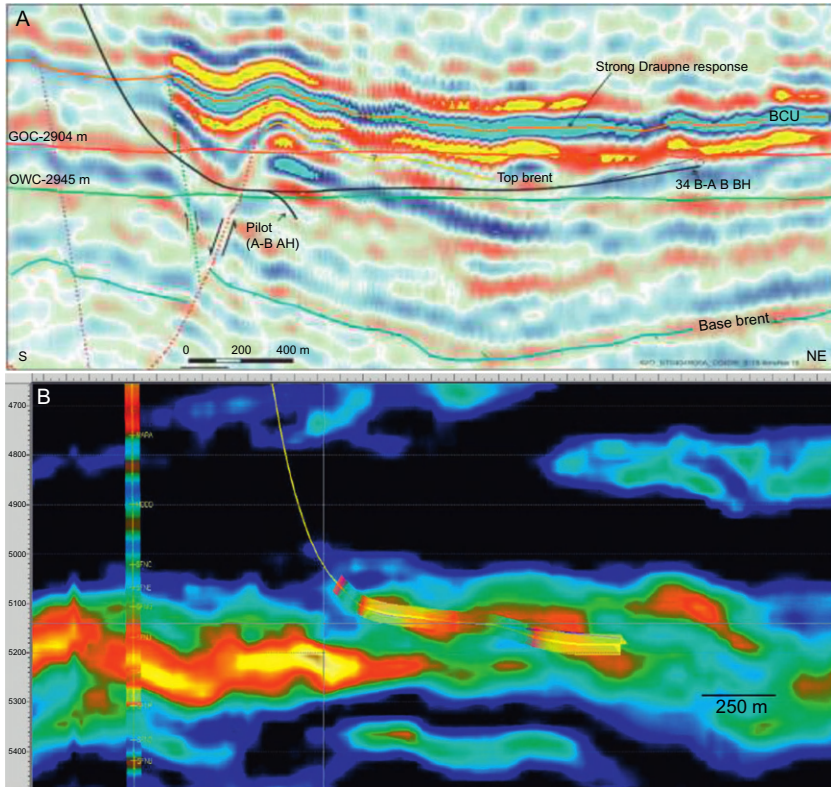 A
Strong Draupne response
BCU
GOC-2904 m
OWC-2945 m
Top brent
34 B-A B BH
Pilot
(A-B AH)
Base brent
0 200 400 m
S
NE
B
4700
4800
4900
5000
5100
5200
5300
5400
250 m